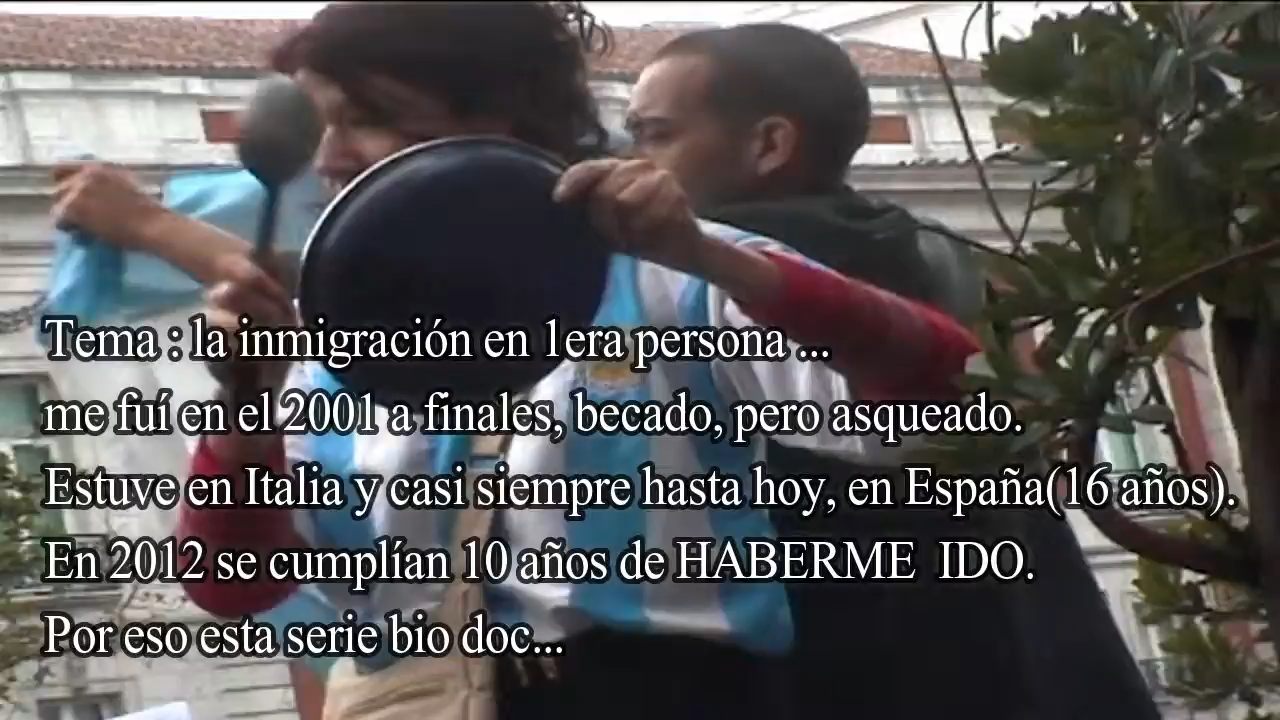 Tema : la inmigración en 1era persona ...
me fuí en el 2001 a finales, becado, pero asqueado.
Estuve en Italia y casi siempre hasta hoy, en España(16 años).
En 2012 se cumplían 10 años de HABERME IDO.
Por eso esta serie bio doc...